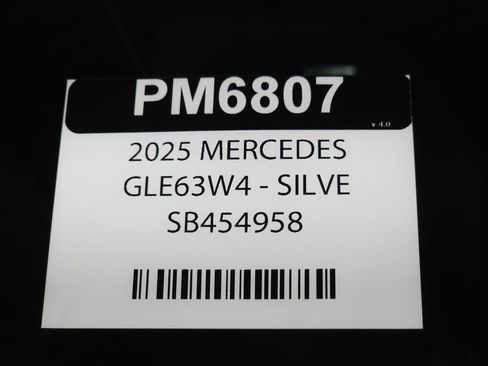 PM6807
v 4.0
2025 MERCEDES
GLE63W4 - SILVE
SB454958